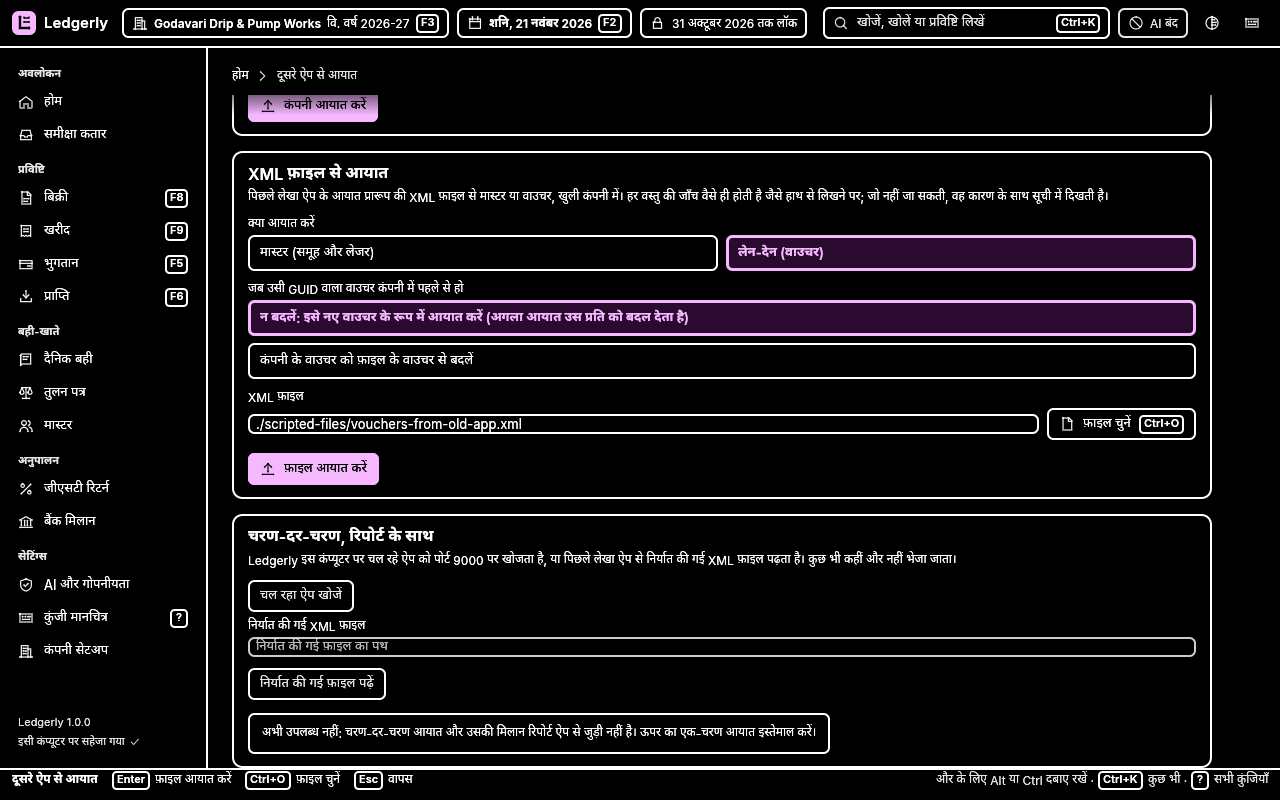 Ledgerly
Godavari Drip & Pump Works वि. वर्ष 2026-27 F3
शनि, 21 नवंबर 2026 F2
31 अक्टूबर 2026 तक लॉक
खोजें, खोलें या प्रविष्टि लिखें Ctrl+K
AI बंद
अवलोकन
होम
समीक्षा कतार
प्रविष्टि
बिक्री F8
खरीद F9
भुगतान F5
प्राप्ति F6
बही-खाते
दैनिक बही
तुलन पत्र
मास्टर
अनुपालन
जीएसटी रिटर्न
बैंक मिलान
सेटिंग्स
AI और गोपनीयता
कुंजी मानचित्र ?
कंपनी सेटअप
Ledgerly 1.0.0
इसी कंप्यूटर पर सहेजा गया
होम > दूसरे ऐप से आयात
कंपनी आयात करें
XML फ़ाइल से आयात
पिछले लेखा ऐप के आयात प्रारूप की XML फ़ाइल से मास्टर या वाउचर, खुली कंपनी में। हर वस्तु की जाँच वैसे ही होती है जैसे हाथ से लिखने पर; जो नहीं जा सकती, वह कारण के साथ सूची में दिखती है।
क्या आयात करें
मास्टर (समूह और लेजर)
लेन-देन (वाउचर)
जब उसी GUID वाला वाउचर कंपनी में पहले से हो
न बदलें: इसे नए वाउचर के रूप में आयात करें (अगला आयात उस प्रति को बदल देता है)
कंपनी के वाउचर को फ़ाइल के वाउचर से बदलें
XML फ़ाइल
./scripted-files/vouchers-from-old-app.xml
फ़ाइल चुनें Ctrl+O
फ़ाइल आयात करें
चरण-दर-चरण, रिपोर्ट के साथ
Ledgerly इस कंप्यूटर पर चल रहे ऐप को पोर्ट 9000 पर खोजता है, या पिछले लेखा ऐप से निर्यात की गई XML फ़ाइल पढ़ता है। कुछ भी कहीं और नहीं भेजा जाता।
चल रहा ऐप खोजें
निर्यात की गई XML फ़ाइल
निर्यात की गई फ़ाइल का पथ
निर्यात की गई फ़ाइल पढ़ें
अभी उपलब्ध नहीं: चरण-दर-चरण आयात और उसकी मिलान रिपोर्ट ऐप से जुड़ी नहीं है। ऊपर का एक-चरण आयात इस्तेमाल करें।
दूसरे ऐप से आयात Enter फ़ाइल आयात करें Ctrl+O फ़ाइल चुनें Esc वापस
और के लिए Alt या Ctrl दबाए रखें · Ctrl+K कुछ भी · ? सभी कुंजियाँ